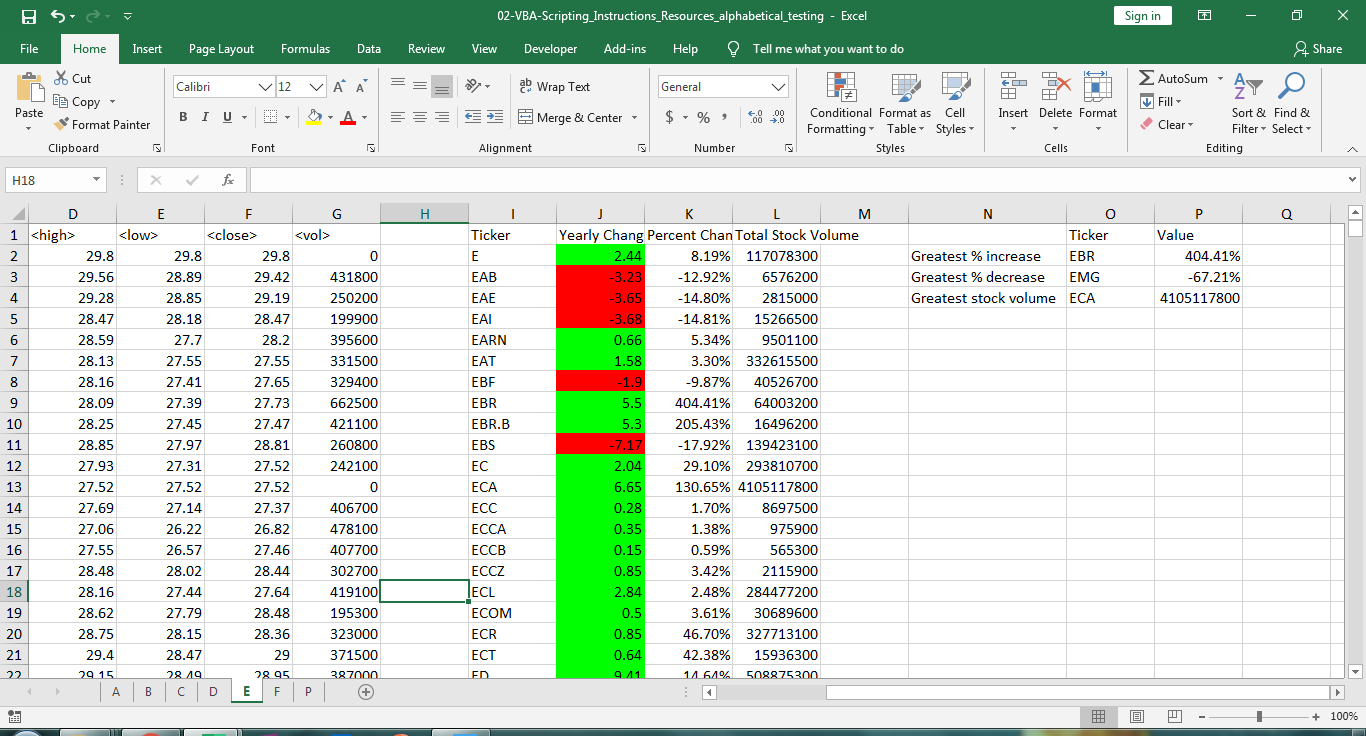 02-VBA-Scripting_Instructions_Resources_alphabetical_testing - Excel
Sign in
File Home Insert Page Layout Formulas Data Review View Developer Add-ins Help Tell me what you want to do Share
Paste
Cut
Copy
Format Painter
Clipboard
Calibri 12
B I U A
Font
Wrap Text
Merge & Center
Alignment
General
$ % ,
Number
Conditional Formatting
Format as Table
Cell Styles
Styles
Insert Delete Format
Cells
AutoSum
Fill
Clear
Sort & Filter
Find & Select
Editing
H18 fx
D E F G H I J K L M N O P Q
1 <high> <low> <close> <vol> Ticker Yearly Chang Percent Chan Total Stock Volume Ticker Value
2 29.8 29.8 29.8 0 E 2.44 8.19% 117078300 Greatest % increase EBR 404.41%
3 29.56 28.89 29.42 431800 EAB -3.23 -12.92% 6576200 Greatest % decrease EMG -67.21%
4 29.28 28.85 29.19 250200 EAE -3.65 -14.80% 2815000 Greatest stock volume ECA 4105117800
5 28.47 28.18 28.47 199900 EAI -3.68 -14.81% 15266500
6 28.59 27.7 28.2 395600 EARN 0.66 5.34% 9501100
7 28.13 27.55 27.55 331500 EAT 1.58 3.30% 332615500
8 28.16 27.41 27.65 329400 EBF -1.9 -9.87% 40526700
9 28.09 27.39 27.73 662500 EBR 5.5 404.41% 64003200
10 28.25 27.45 27.47 421100 EBR.B 5.3 205.43% 16496200
11 28.85 27.97 28.81 260800 EBS -7.17 -17.92% 139423100
12 27.93 27.31 27.52 242100 EC 2.04 29.10% 293810700
13 27.52 27.52 27.52 0 ECA 6.65 130.65% 4105117800
14 27.69 27.14 27.37 406700 ECC 0.28 1.70% 8697500
15 27.06 26.22 26.82 478100 ECCA 0.35 1.38% 975900
16 27.55 26.57 27.46 407700 ECCB 0.15 0.59% 565300
17 28.48 28.02 28.44 302700 ECCZ 0.85 3.42% 2115900
18 28.16 27.44 27.64 419100 ECL 2.84 2.48% 284477200
19 28.62 27.79 28.48 195300 ECOM 0.5 3.61% 30689600
20 28.75 28.15 28.36 323000 ECR 0.85 46.70% 327713100
21 29.4 28.47 29 371500 ECT 0.64 42.38% 15936300
22 29.15 28.49 28.95 387000 ED 9.41 14.64% 508875300
A B C D E F P
100%